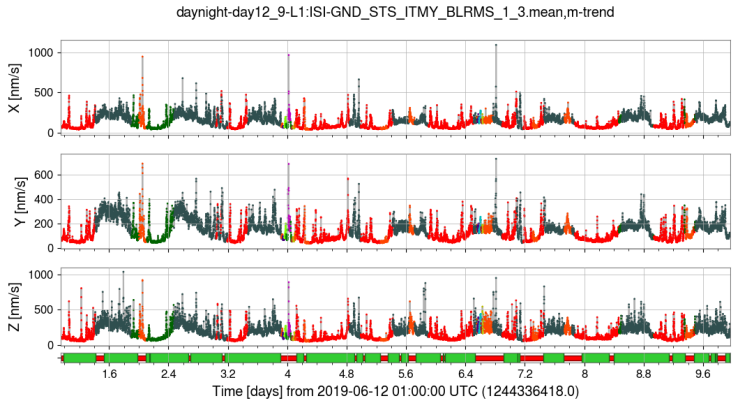 daynight-day12_9-L1:ISI-GND_STS_ITMY_BLRMS_1_3.mean,m-trend
1000
500
0
X [nm/s]
600
400
200
0
Y [nm/s]
1000
500
0
Z [nm/s]
1.6 2.4 3.2 4 4.8 5.6 6.4 7.2 8 8.8 9.6
Time [days] from 2019-06-12 01:00:00 UTC (1244336418.0)